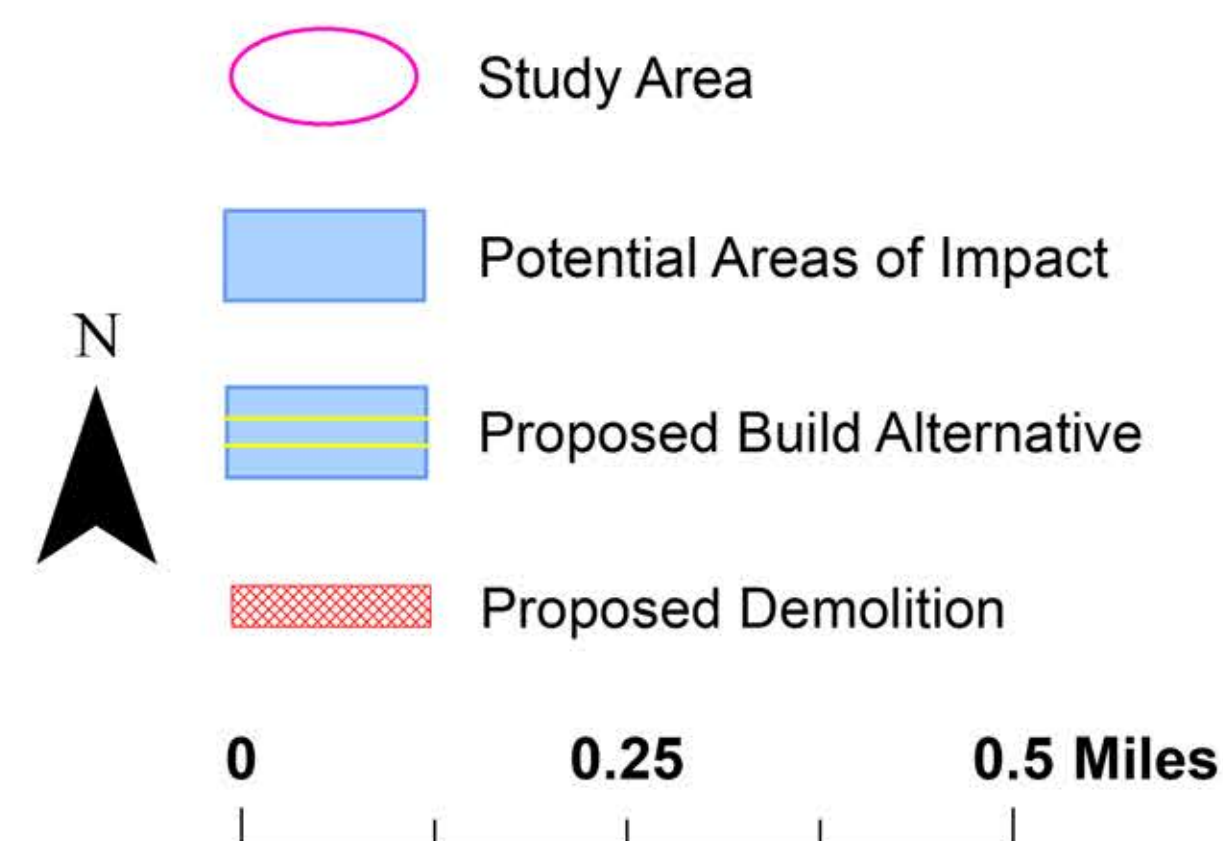 Study Area
Potential Areas of Impact
N
Proposed Build Alternative
Proposed Demolition
0 0.25 0.5 Miles